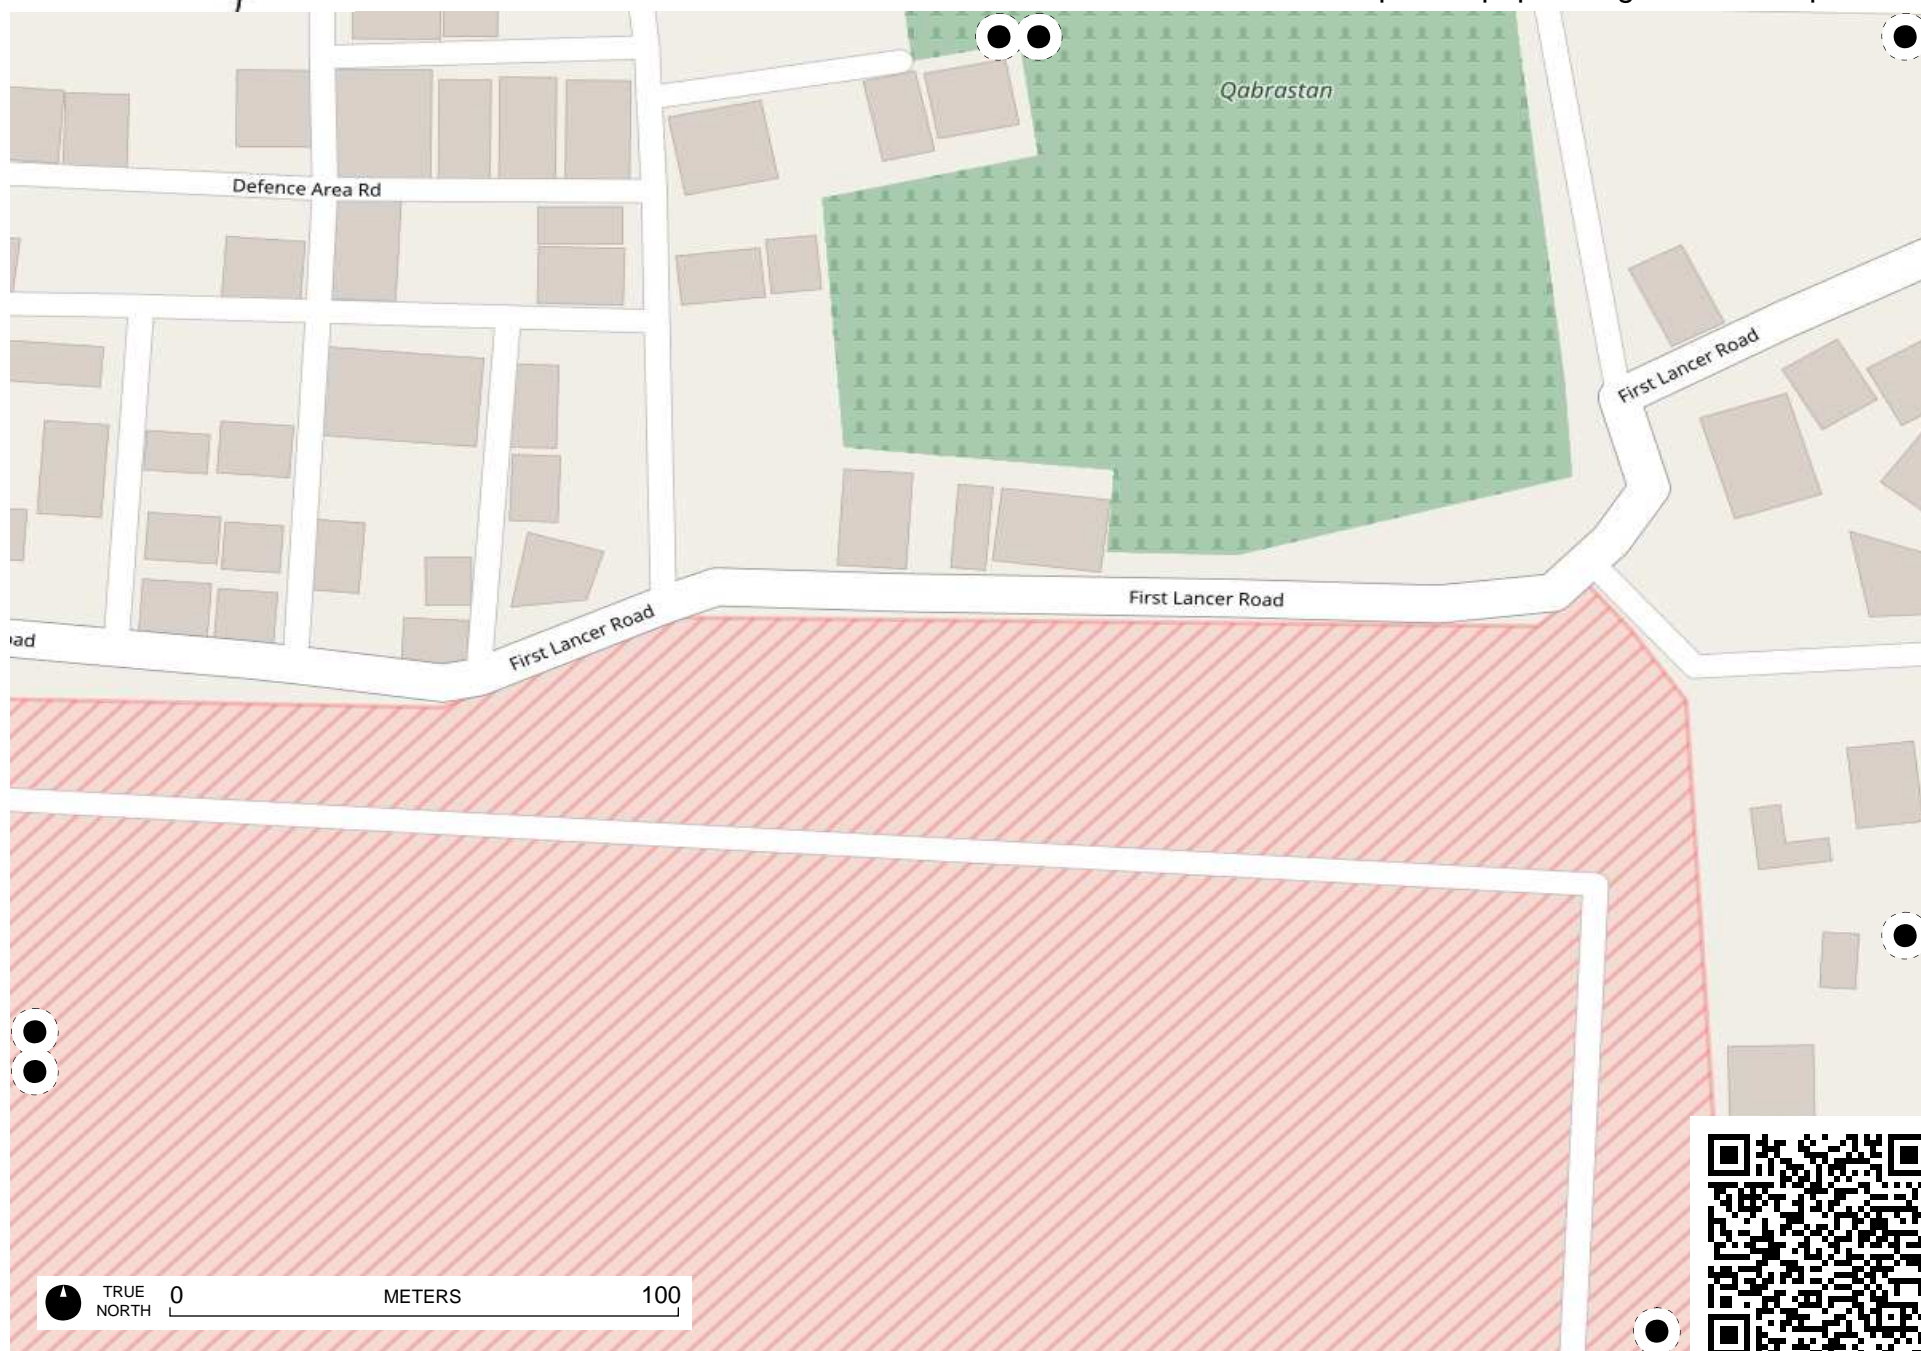 Qabrastan
Defence Area Rd
First Lancer Road
First Lancer Road
First Lancer Road
oad
TRUE
NORTH
0
METERS
100